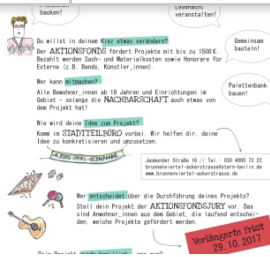 backen!
veranstalten!
Du willst in deinem Kiez etwas verändern?
Der AKTIONSFONDS fördert Projekte mit bis zu 1500€.
Bezahlt werden Sach- und Materialkosten sowie Honorare für
Externe (z.B. Bands, Künstler_innen).
Gemeinsam
basteln!
Wer kann mitmachen?
Alle Bewohner_innen ab 18 Jahren und Einrichtungen im
Gebiet - solange die NACHBARSCHAFT auch etwas von
dem Projekt hat!
Palettenbank
bauen!
Wie wird deine Idee zum Projekt?
Komm im STADTTEILBÜRO vorbei. Wir helfen dir, deine
Idee zu konkretisieren und umzusetzen.
Jasmunder Straße 16 // Tel.: 030 4000 73 22
brunnenviertel-ackerstrasse@stern-berlin.de
www.brunnenviertel-ackerstrasse.de
Wer entscheidet über die Durchführung deines Projekts?
Stell dein Projekt der AKTIONSFONDSJURY vor. Das
sind Anwohner_innen aus dem Gebiet, die laufend entschei-
den, welche Projekte gefördert werden.
Verlängerte Frist
29. 10. 2017